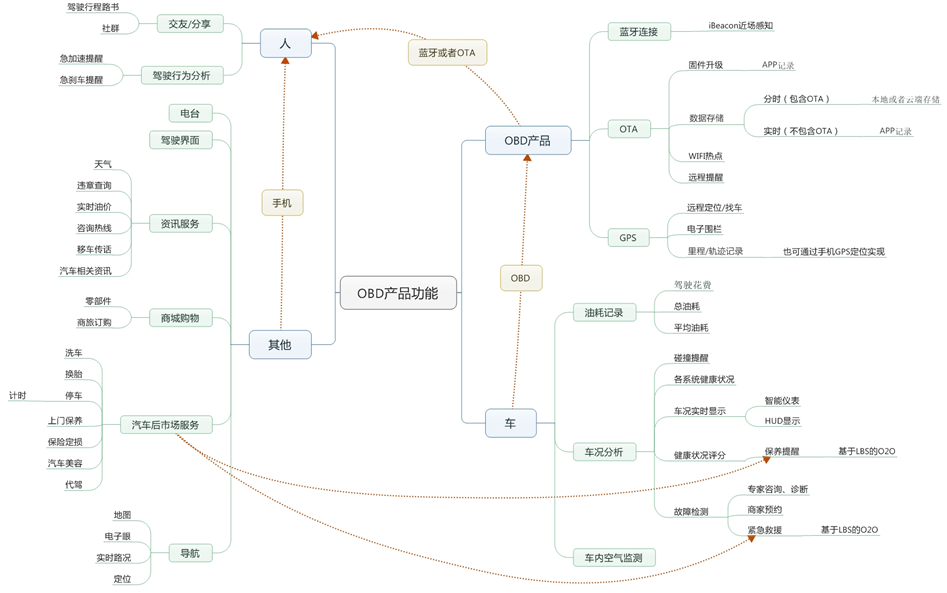 OBD产品功能
人
交友/分享
驾驶行程路书
社群
驾驶行为分析
急加速提醒
急刹车提醒
手机
其他
电台
驾驶界面
资讯服务
天气
违章查询
实时油价
咨询热线
移车传话
汽车相关资讯
商城购物
零部件
商旅订购
汽车后市场服务
洗车
换胎
停车
计时
上门保养
保险定损
汽车美容
代驾
导航
地图
电子眼
实时路况
定位
蓝牙或者OTA
OBD产品
蓝牙连接
iBeacon近场感知
OTA
固件升级
APP记录
数据存储
分时（包含OTA）
本地或者云端存储
实时（不包含OTA）
APP记录
WIFI热点
远程提醒
GPS
远程定位/找车
电子围栏
里程/轨迹记录
也可通过手机GPS定位实现
OBD
车
油耗记录
驾驶花费
总油耗
平均油耗
车况分析
碰撞提醒
各系统健康状况
车况实时显示
智能仪表
HUD显示
健康状况评分
保养提醒
基于LBS的O2O
故障检测
专家咨询、诊断
商家预约
紧急救援
基于LBS的O2O
车内空气监测